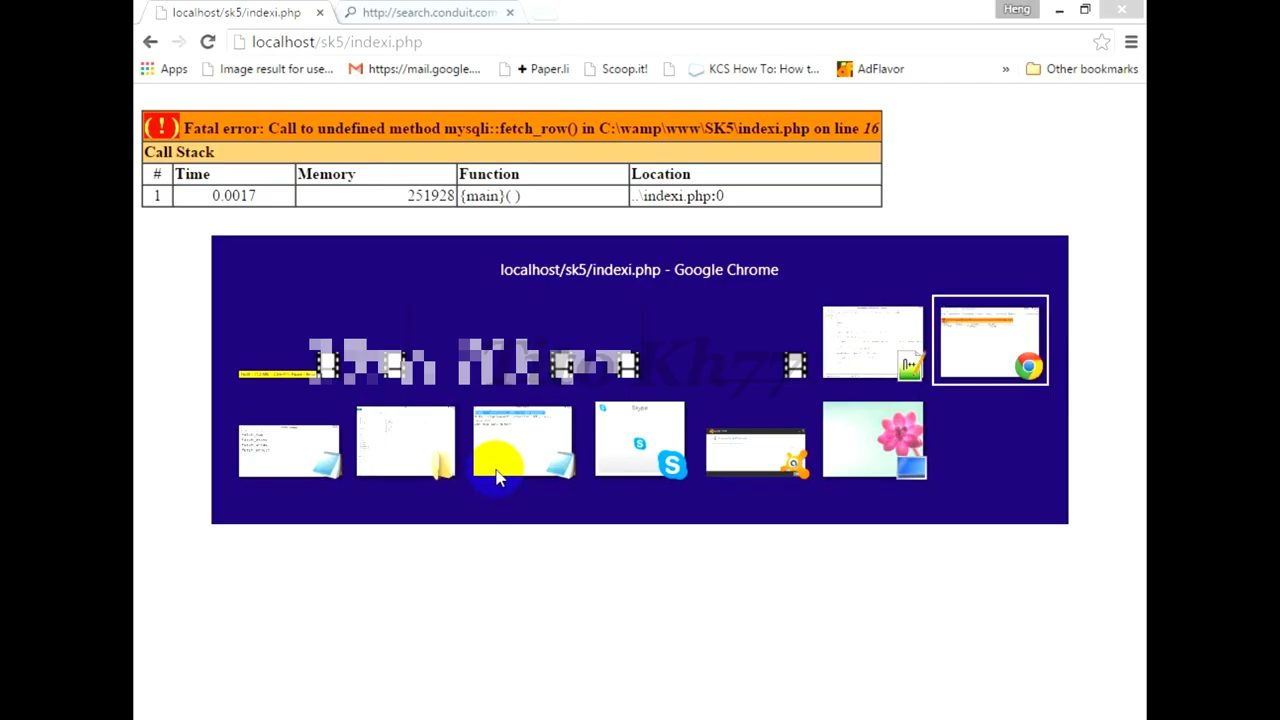 localhost/sk5/indexi.php
http://search.conduit.com
Heng
localhost/sk5/indexi.php
Apps
Image result for use...
https://mail.google....
+ Paper.li
Scoop.it!
KCS How To: How t...
AdFlavor
»
Other bookmarks
( ! ) Fatal error: Call to undefined method mysqli::fetch_row() in C:\wamp\www\SK5\indexi.php on line 16
Call Stack
# Time Memory Function Location
1 0.0017 251928 {main}( ) ..\indexi.php:0
localhost/sk5/indexi.php - Google Chrome
Kh77
Skype